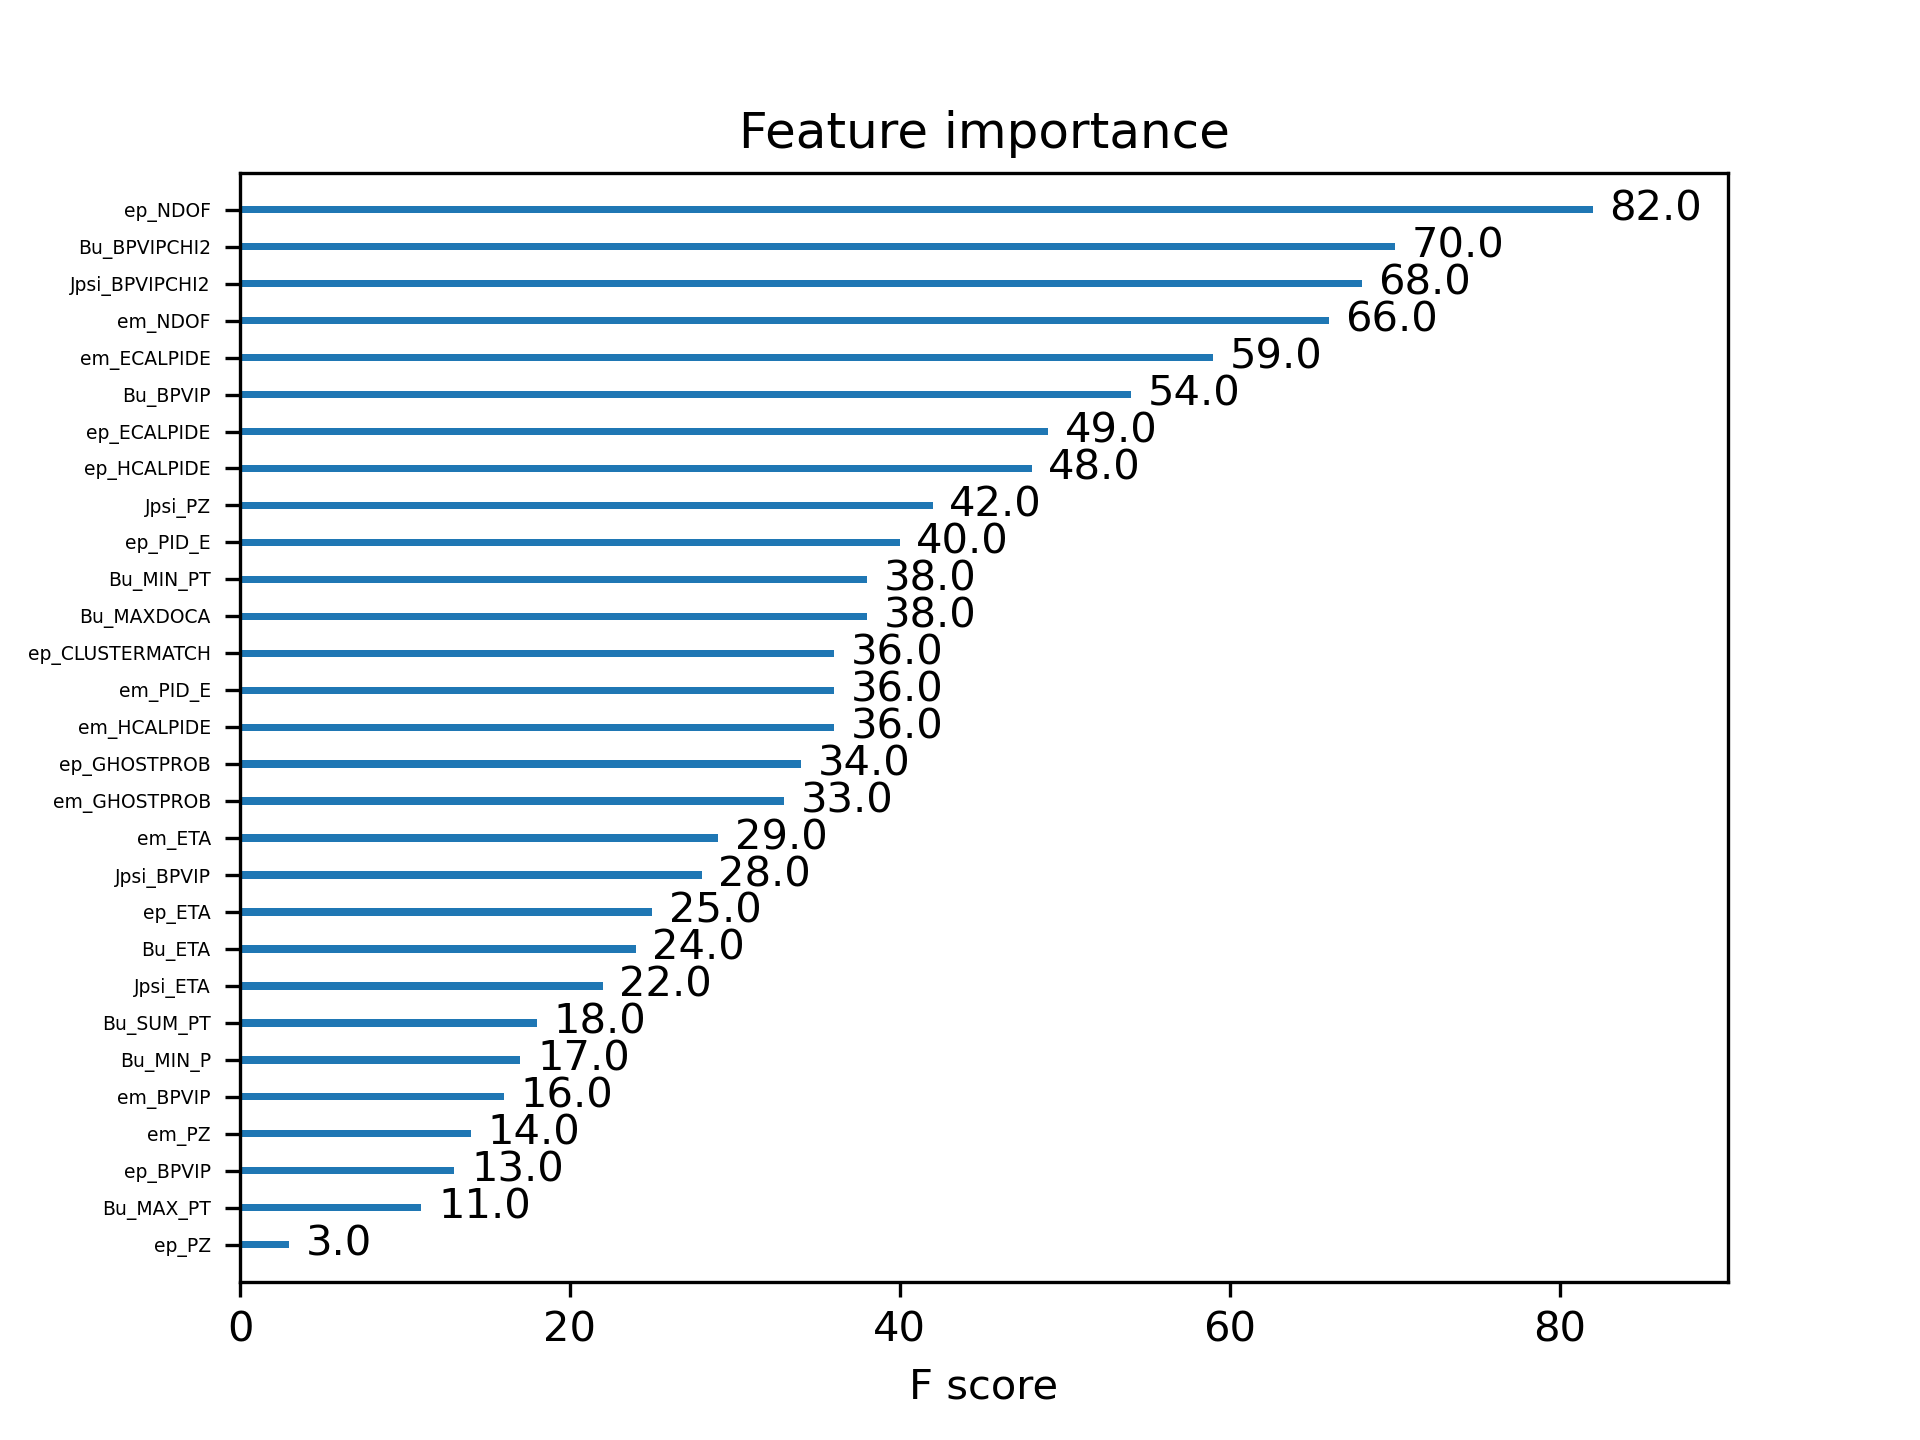 Feature importance
ep_NDOF 82.0
Bu_BPVIPCHI2 70.0
Jpsi_BPVIPCHI2 68.0
em_NDOF 66.0
em_ECALPIDE 59.0
Bu_BPVIP 54.0
ep_ECALPIDE 49.0
ep_HCALPIDE 48.0
Jpsi_PZ 42.0
ep_PID_E 40.0
Bu_MIN_PT 38.0
Bu_MAXDOCA 38.0
ep_CLUSTERMATCH 36.0
em_PID_E 36.0
em_HCALPIDE 36.0
ep_GHOSTPROB 34.0
em_GHOSTPROB 33.0
em_ETA 29.0
Jpsi_BPVIP 28.0
ep_ETA 25.0
Bu_ETA 24.0
Jpsi_ETA 22.0
Bu_SUM_PT 18.0
Bu_MIN_P 17.0
em_BPVIP 16.0
em_PZ 14.0
ep_BPVIP 13.0
Bu_MAX_PT 11.0
ep_PZ 3.0
0 20 40 60 80
F score